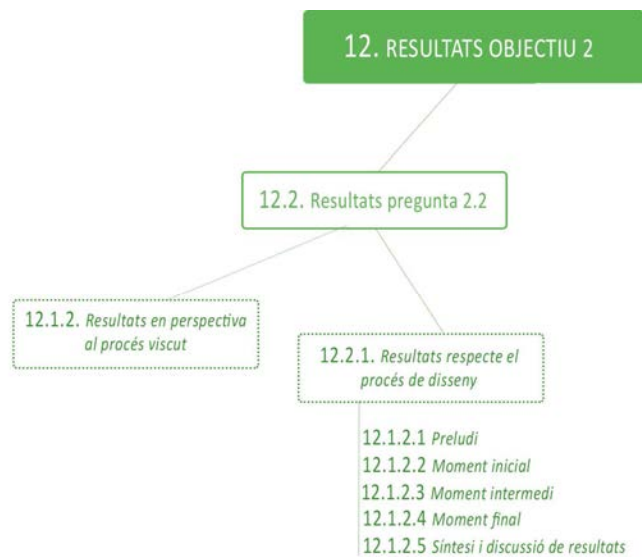 12. RESULTATS OBJECTIU 2
12.2. Resultats pregunta 2.2
12.1.2. Resultats en perspectiva
al procés viscut
12.2.1. Resultats respecte el
procés de disseny
12.1.2.1 Preludi
12.1.2.2 Moment inicial
12.1.2.3 Moment intermedi
12.1.2.4 Moment final
12.1.2.5 Síntesi i discussió de resultats